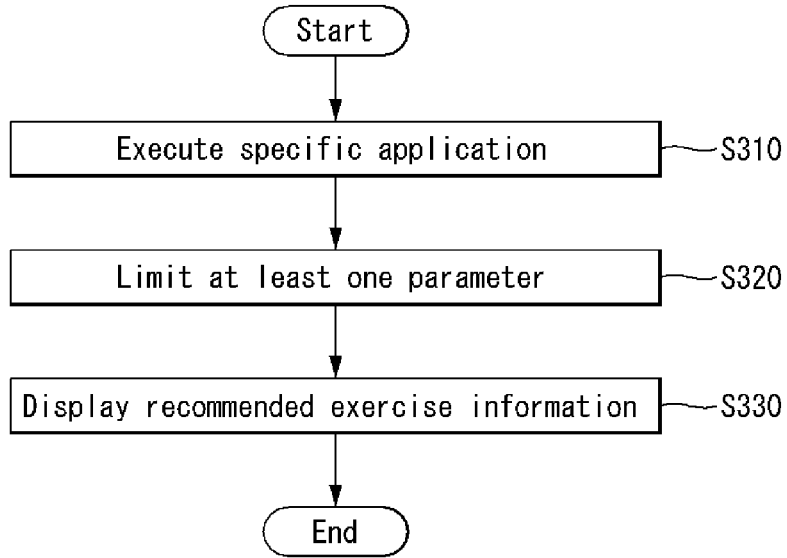 Start
Execute specific application
S310
Limit at least one parameter
S320
Display recommended exercise information
S330
End